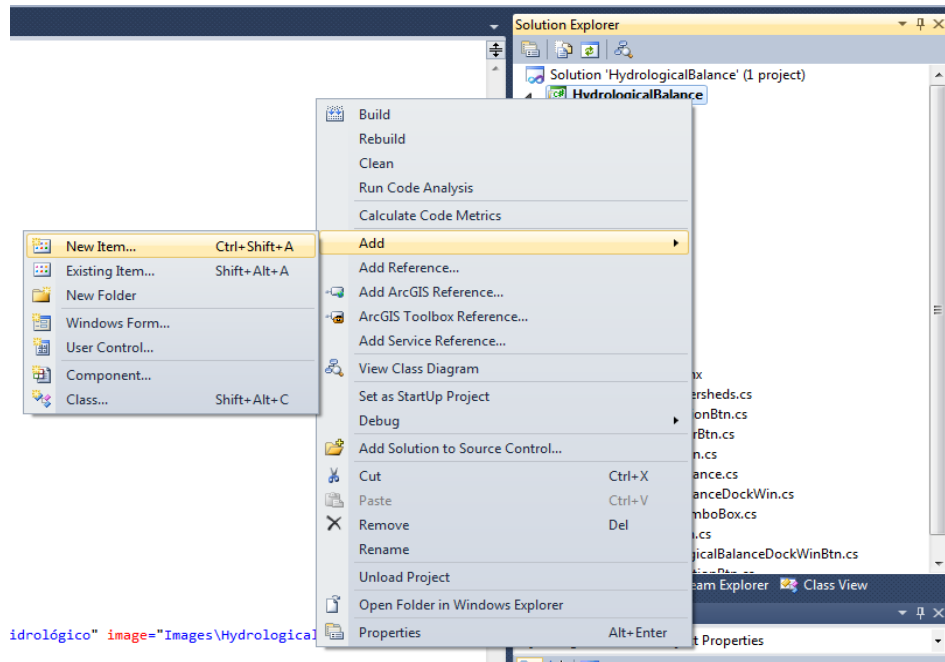 Solution Explorer
Solution 'HydrologicalBalance' (1 project)
HydrologicalBalance
Build
Rebuild
Clean
Run Code Analysis
Calculate Code Metrics
Add
Add Reference...
Add ArcGIS Reference...
ArcGIS Toolbox Reference...
Add Service Reference...
View Class Diagram
Set as StartUp Project
Debug
Add Solution to Source Control...
Cut Ctrl+X
Paste Ctrl+V
Remove Del
Rename
Unload Project
Open Folder in Windows Explorer
Properties Alt+Enter
New Item... Ctrl+Shift+A
Existing Item... Shift+Alt+A
New Folder
Windows Form...
User Control...
Component...
Class... Shift+Alt+C
nx
ersheds.cs
onBtn.cs
rBtn.cs
n.cs
ance.cs
anceDockWin.cs
mboBox.cs
n.cs
gicalBalanceDockWinBtn.cs
eam Explorer Class View
t Properties
idrológico" image="Images\Hydrological